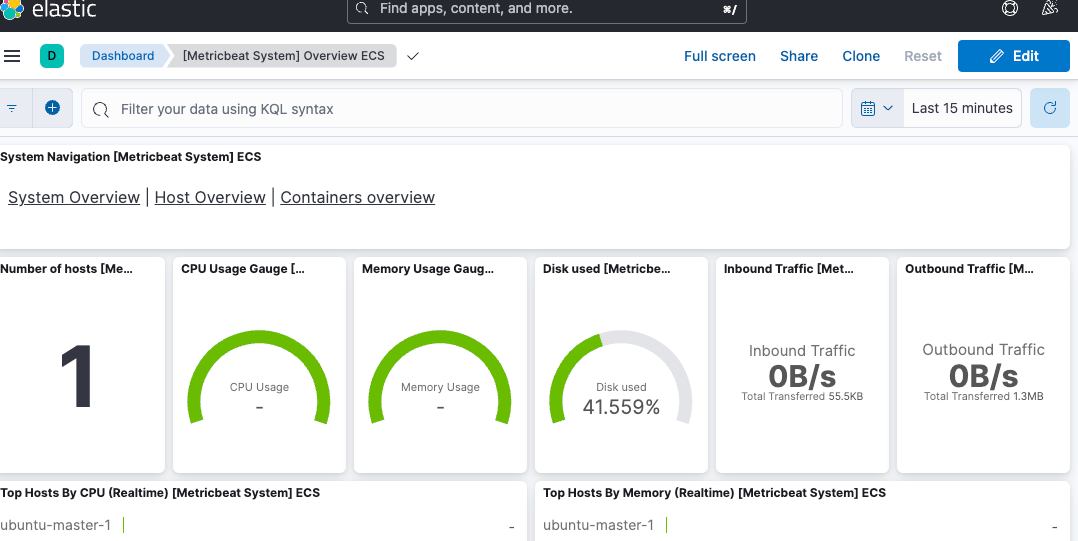 elastic
Find apps, content, and more. ⌘/
D Dashboard [Metricbeat System] Overview ECS Full screen Share Clone Reset Edit
Filter your data using KQL syntax Last 15 minutes
System Navigation [Metricbeat System] ECS
System Overview | Host Overview | Containers overview
Number of hosts [Me...
1
CPU Usage Gauge [...
CPU Usage
-
Memory Usage Gaug...
Memory Usage
-
Disk used [Metricbe...
Disk used
41.559%
Inbound Traffic [Met...
Inbound Traffic
0B/s
Total Transferred 55.5KB
Outbound Traffic [M...
Outbound Traffic
0B/s
Total Transferred 1.3MB
Top Hosts By CPU (Realtime) [Metricbeat System] ECS
ubuntu-master-1 -
Top Hosts By Memory (Realtime) [Metricbeat System] ECS
ubuntu-master-1 -